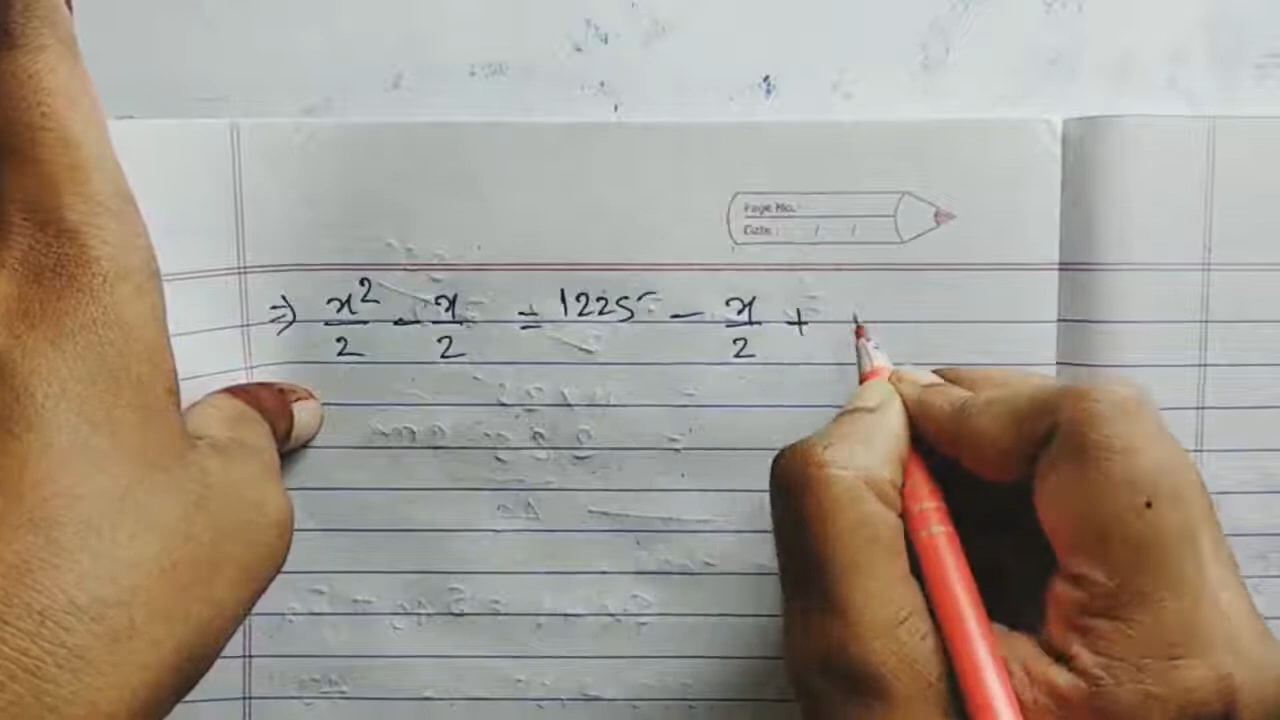 Page No.
Date : / /
⇒ x²/2 - x/2 = 1225 - x/2 +